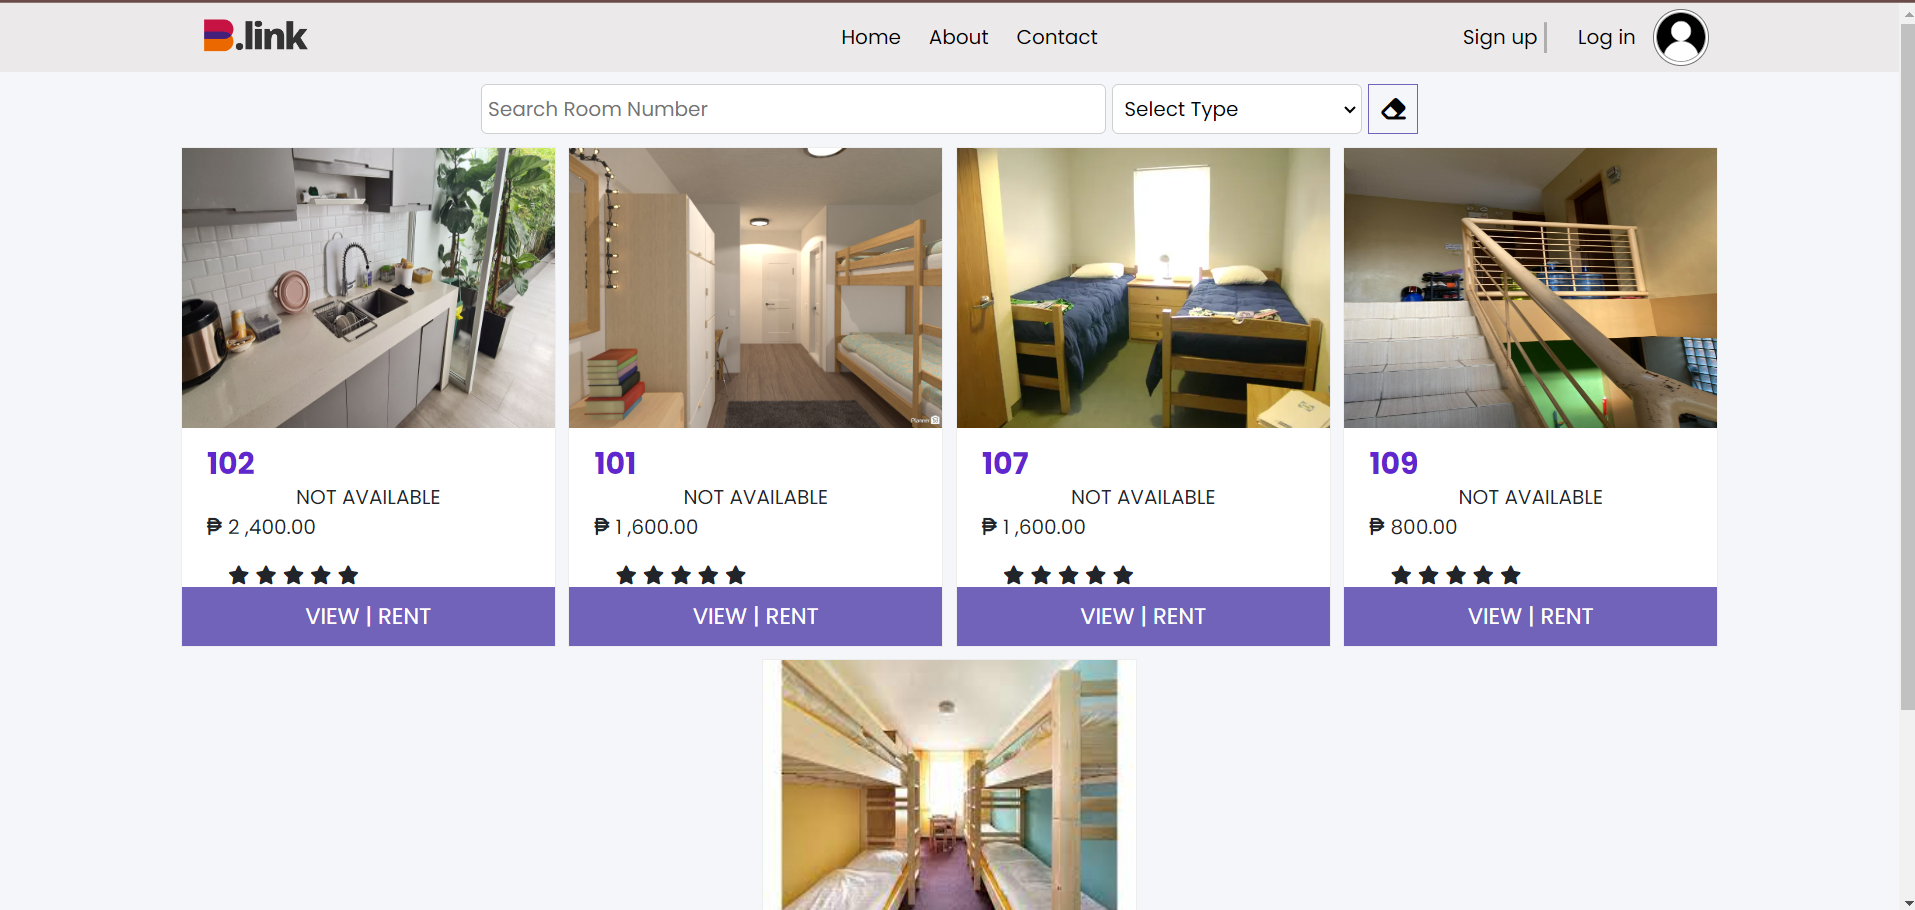 B.link
Home About Contact
Sign up Log in
Search Room Number Select Type
Planner 5D
102
NOT AVAILABLE
₱ 2 ,400.00
VIEW | RENT
101
NOT AVAILABLE
₱ 1 ,600.00
VIEW | RENT
107
NOT AVAILABLE
₱ 1 ,600.00
VIEW | RENT
109
NOT AVAILABLE
₱ 800.00
VIEW | RENT